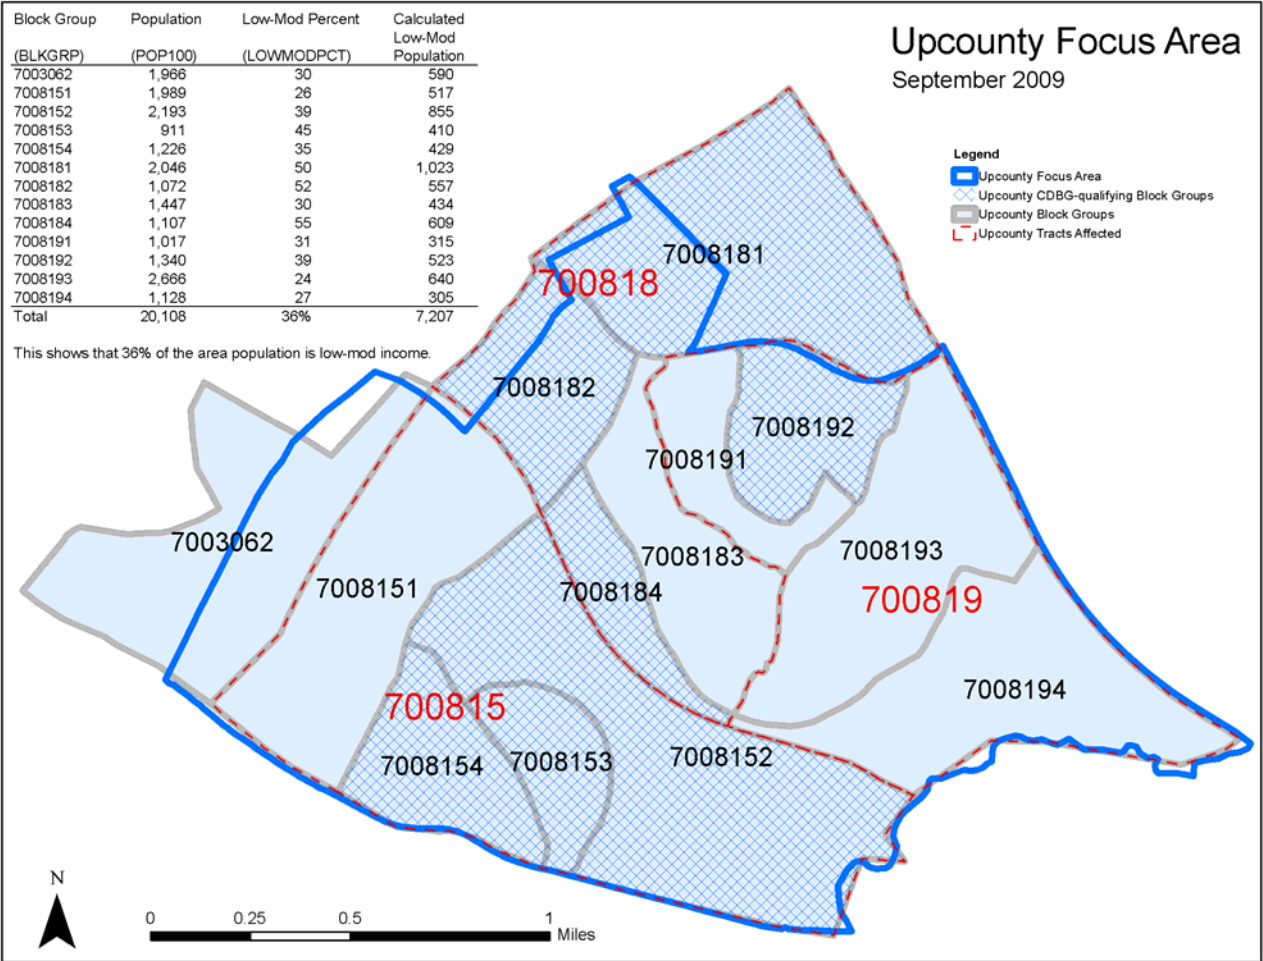 Block Group Population Low-Mod Percent Calculated
Low-Mod
(BLKGRP) (POP100) (LOWMODPCT) Population
7003062 1,966 30 590
7008151 1,989 26 517
7008152 2,193 39 855
7008153 911 45 410
7008154 1,226 35 429
7008181 2,046 50 1,023
7008182 1,072 52 557
7008183 1,447 30 434
7008184 1,107 55 609
7008191 1,017 31 315
7008192 1,340 39 523
7008193 2,666 24 640
7008194 1,128 27 305
Total 20,108 36% 7,207
This shows that 36% of the area population is low-mod income.
Upcounty Focus Area
September 2009
Legend
Upcounty Focus Area
Upcounty CDBG-qualifying Block Groups
Upcounty Block Groups
Upcounty Tracts Affected
7008181
700818
7008182
7008192
7008191
7003062
7008183
7008193
7008151
7008184
700819
7008194
700815
7008152
7008154
7008153
N
0 0.25 0.5 1
Miles